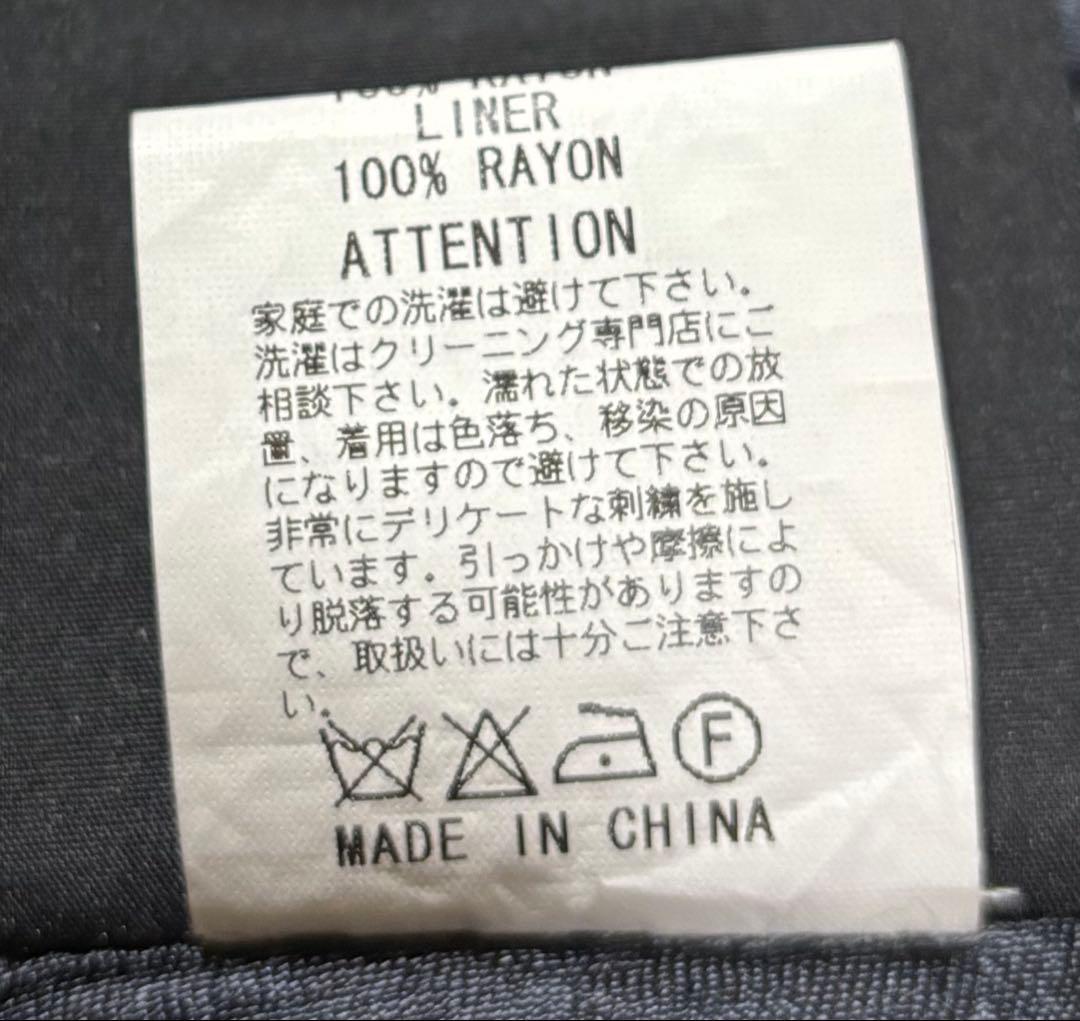 100% RAYON
LINER
100% RAYON
ATTENTION
家庭での洗濯は避けて下さい。
洗濯はクリーニング専門店にご
相談下さい。濡れた状態での放
置、着用は色落ち、移染の原因
になりますので避けて下さい。
非常にデリケートな刺繍を施し
ています。引っかけや摩擦によ
り脱落する可能性がありますの
で、取扱いには十分ご注意下さ
い。
F
MADE IN CHINA